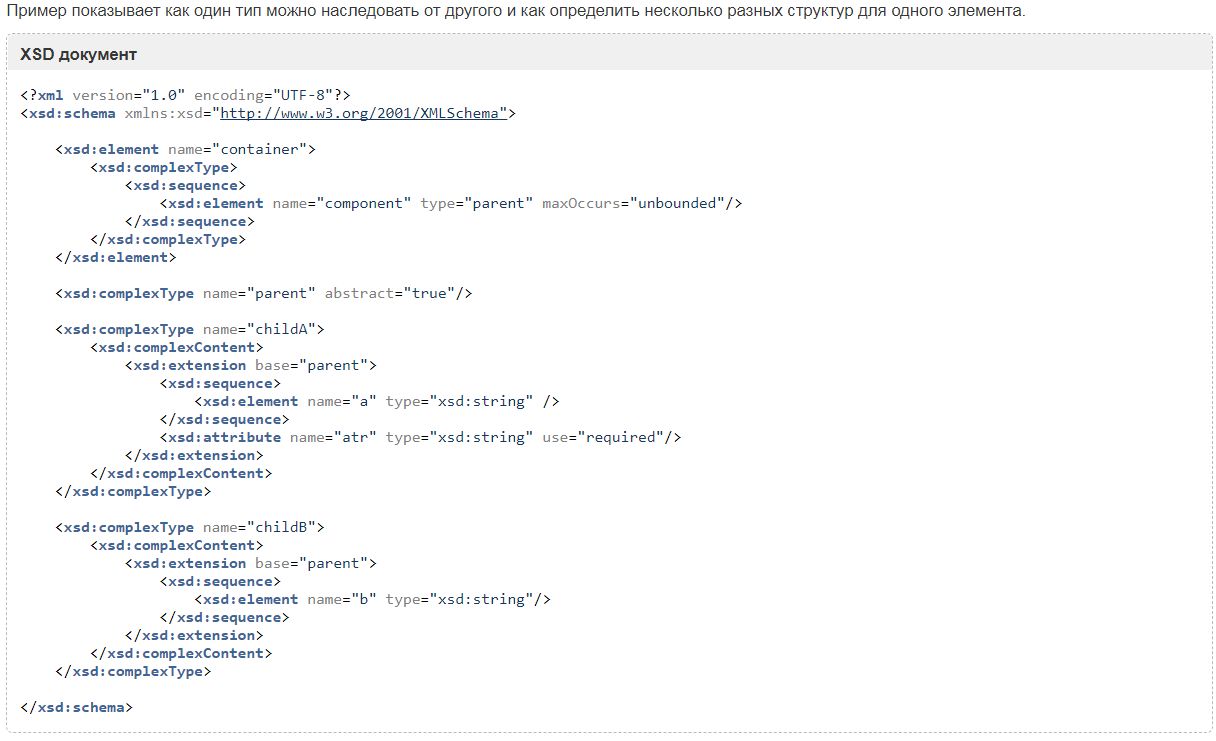 Пример показывает как один тип можно наследовать от другого и как определить несколько разных структур для одного элемента.
XSD документ
<?xml version="1.0" encoding="UTF-8"?>
<xsd:schema xmlns:xsd="http://www.w3.org/2001/XMLSchema">
<xsd:element name="container">
<xsd:complexType>
<xsd:sequence>
<xsd:element name="component" type="parent" maxOccurs="unbounded"/>
</xsd:sequence>
</xsd:complexType>
</xsd:element>
<xsd:complexType name="parent" abstract="true"/>
<xsd:complexType name="childA">
<xsd:complexContent>
<xsd:extension base="parent">
<xsd:sequence>
<xsd:element name="a" type="xsd:string" />
</xsd:sequence>
<xsd:attribute name="atr" type="xsd:string" use="required"/>
</xsd:extension>
</xsd:complexContent>
</xsd:complexType>
<xsd:complexType name="childB">
<xsd:complexContent>
<xsd:extension base="parent">
<xsd:sequence>
<xsd:element name="b" type="xsd:string"/>
</xsd:sequence>
</xsd:extension>
</xsd:complexContent>
</xsd:complexType>
</xsd:schema>